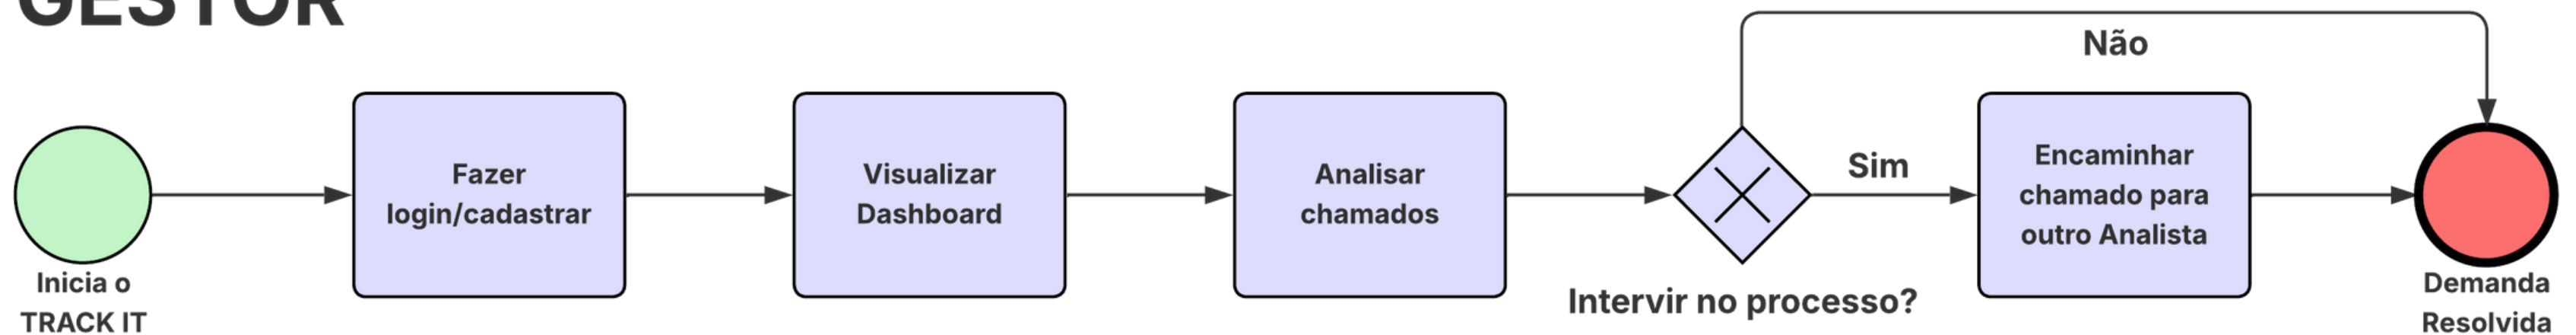 GESTOR
Inicia o
TRACK IT
Fazer
login/cadastrar
Visualizar
Dashboard
Analisar
chamados
Intervir no processo?
Não
Sim
Encaminhar
chamado para
outro Analista
Demanda
Resolvida